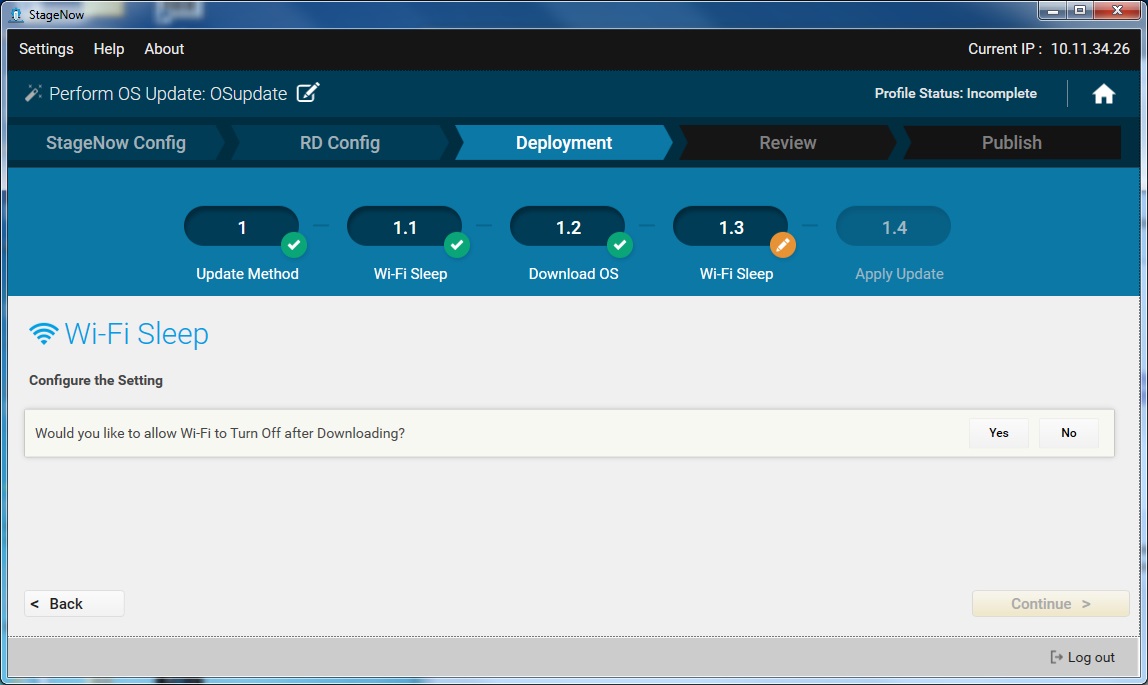 StageNow
Settings Help About Current IP : 10.11.34.26
Perform OS Update: OSupdate Profile Status: Incomplete
StageNow Config RD Config Deployment Review Publish
1 1.1 1.2 1.3 1.4
Update Method Wi-Fi Sleep Download OS Wi-Fi Sleep Apply Update
Wi-Fi Sleep
Configure the Setting
Would you like to allow Wi-Fi to Turn Off after Downloading? Yes No
< Back Continue >
Log out